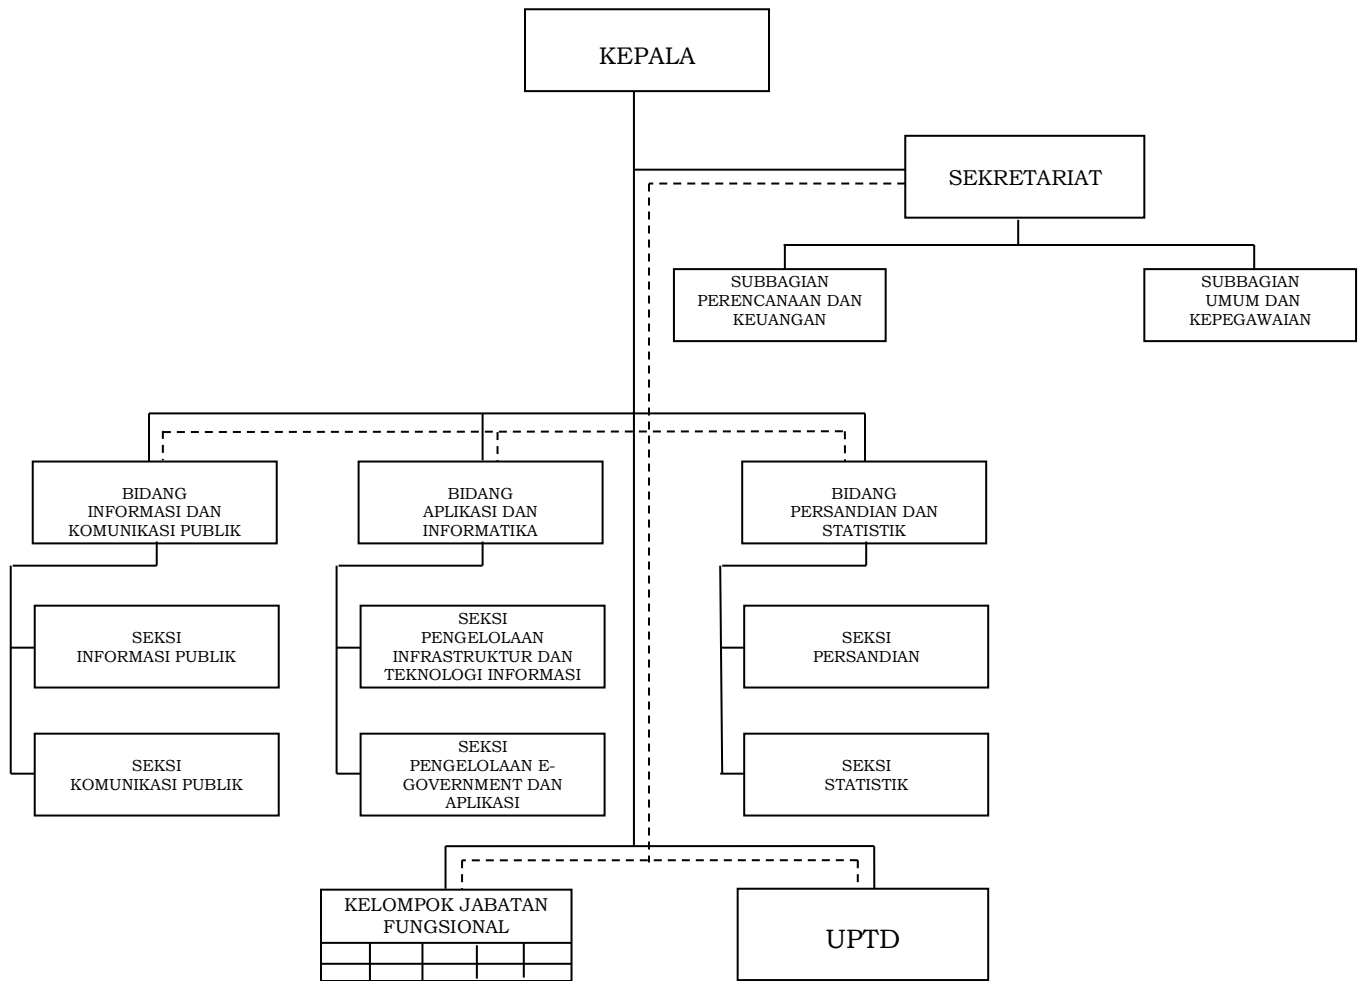 KEPALA
SEKRETARIAT
SUBBAGIAN
PERENCANAAN DAN
KEUANGAN
SUBBAGIAN
UMUM DAN
KEPEGAWAIAN
BIDANG
INFORMASI DAN
KOMUNIKASI PUBLIK
BIDANG
APLIKASI DAN
INFORMATIKA
BIDANG
PERSANDIAN DAN
STATISTIK
SEKSI
INFORMASI PUBLIK
SEKSI
PENGELOLAAN
INFRASTRUKTUR DAN
TEKNOLOGI INFORMASI
SEKSI
PERSANDIAN
SEKSI
KOMUNIKASI PUBLIK
SEKSI
PENGELOLAAN E-
GOVERNMENT DAN
APLIKASI
SEKSI
STATISTIK
KELOMPOK JABATAN
FUNGSIONAL
UPTD